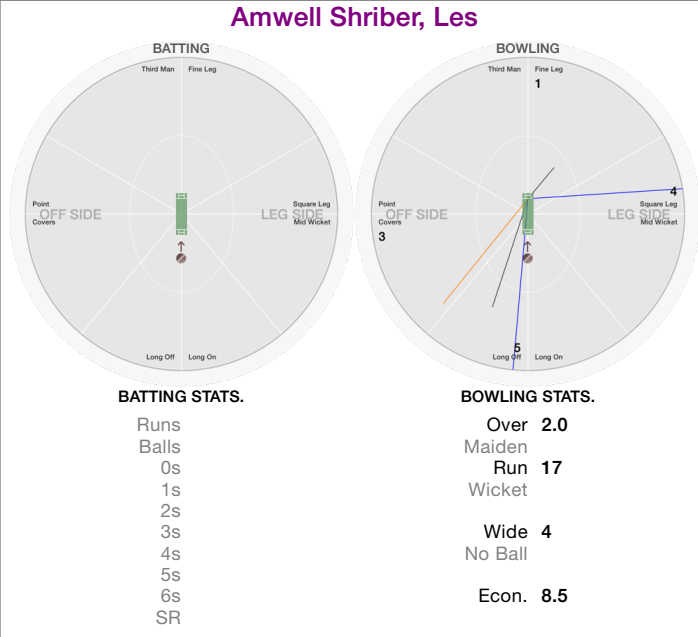 Amwell Shriber, Les
BATTING
BOWLING
Third Man Fine Leg
Third Man Fine Leg
1
4
Point
OFF SIDE
Covers
Square Leg
LEG SIDE
Mid Wicket
Point
OFF SIDE
Covers
Square Leg
LEG SIDE
Mid Wicket
3
5
Long Off Long On
Long Off Long On
BATTING STATS.
BOWLING STATS.
Runs
Balls
0s
1s
2s
3s
4s
5s
6s
SR
Over 2.0
Maiden
Run 17
Wicket
Wide 4
No Ball
Econ. 8.5